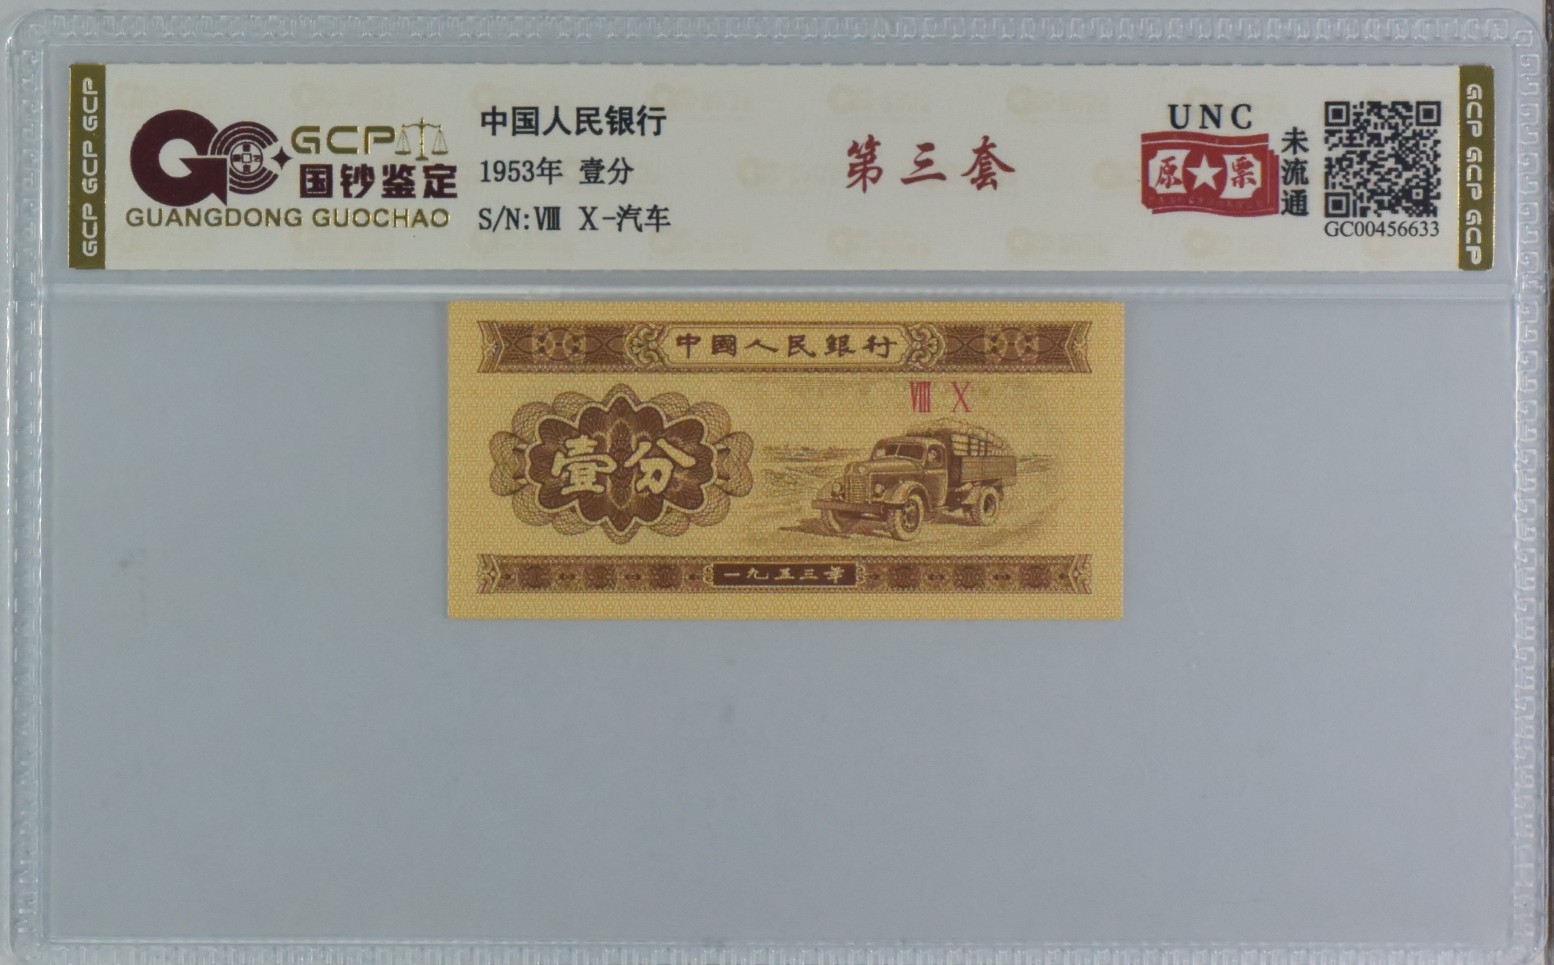 GCP GCP GCP
GCP
国钞鉴定
GUANGDONG GUOCHAO
中国人民银行
1953年 壹分
S/N:Ⅷ X-汽车
第三套
UNC
原★票
未流通
GC00456633
GCP GCP GCP
中國人民銀行
Ⅷ X
壹分
一九五三年